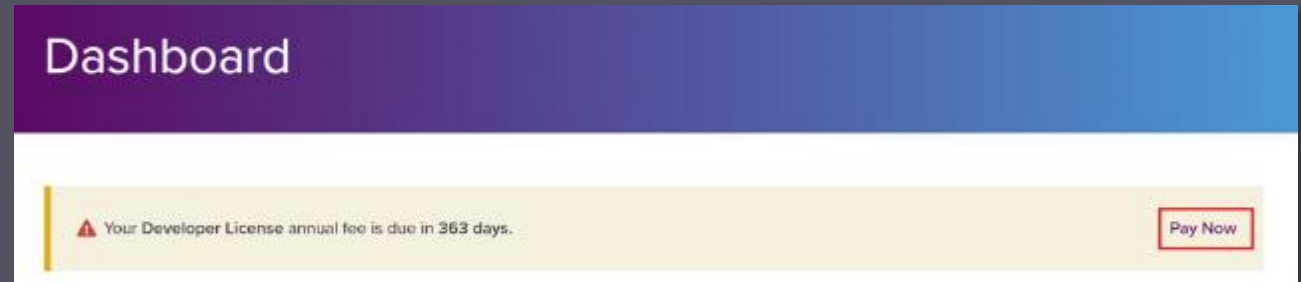 Dashboard
Your Developer License annual fee is due in 363 days.
Pay Now